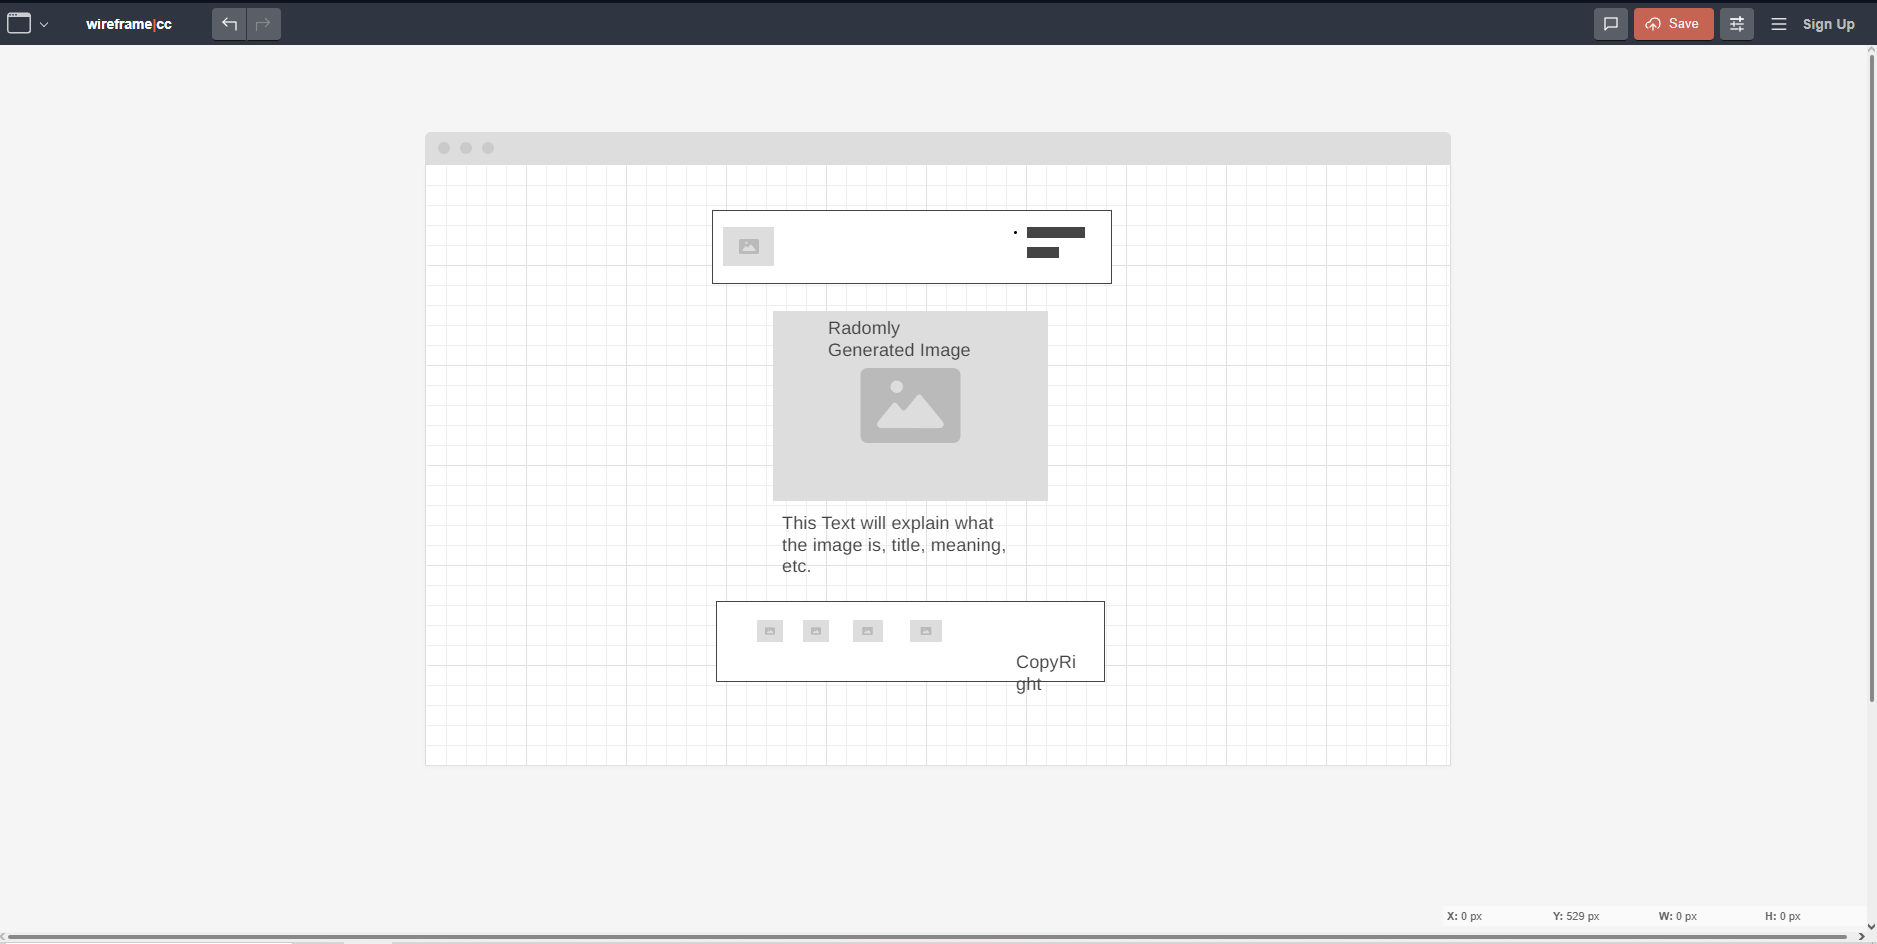 wireframe|cc
Save
Sign Up
Radomly
Generated Image
This Text will explain what
the image is, title, meaning,
etc.
CopyRi
ght
X: 0 px Y: 529 px W: 0 px H: 0 px